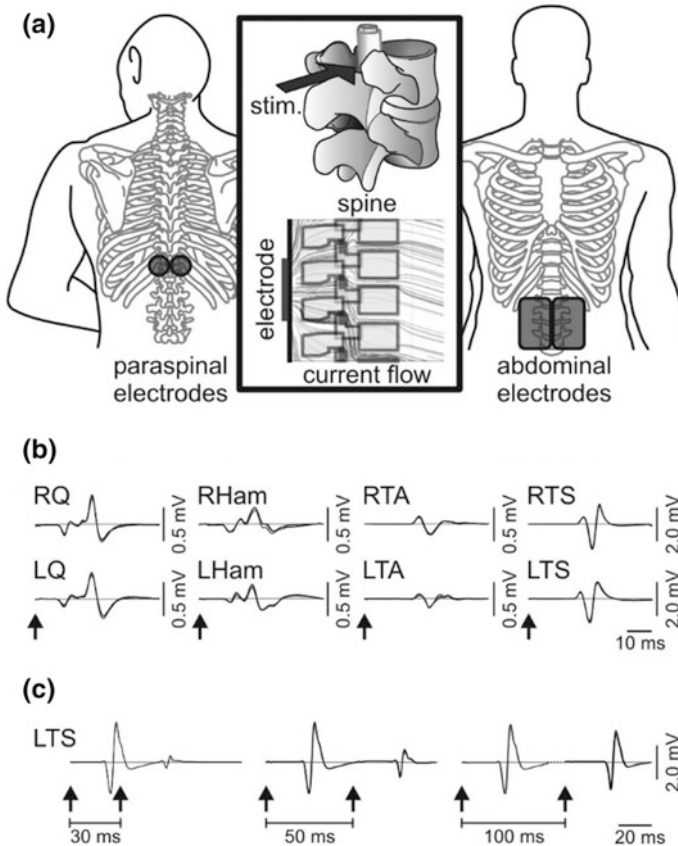 (a)
stim.
spine
electrode
current flow
paraspinal
electrodes
abdominal
electrodes
(b)
RQ
0.5 mV
RHam
0.5 mV
RTA
0.5 mV
RTS
2.0 mV
LQ
0.5 mV
LHam
0.5 mV
LTA
0.5 mV
LTS
2.0 mV
10 ms
(c)
LTS
2.0 mV
30 ms
50 ms
100 ms
20 ms